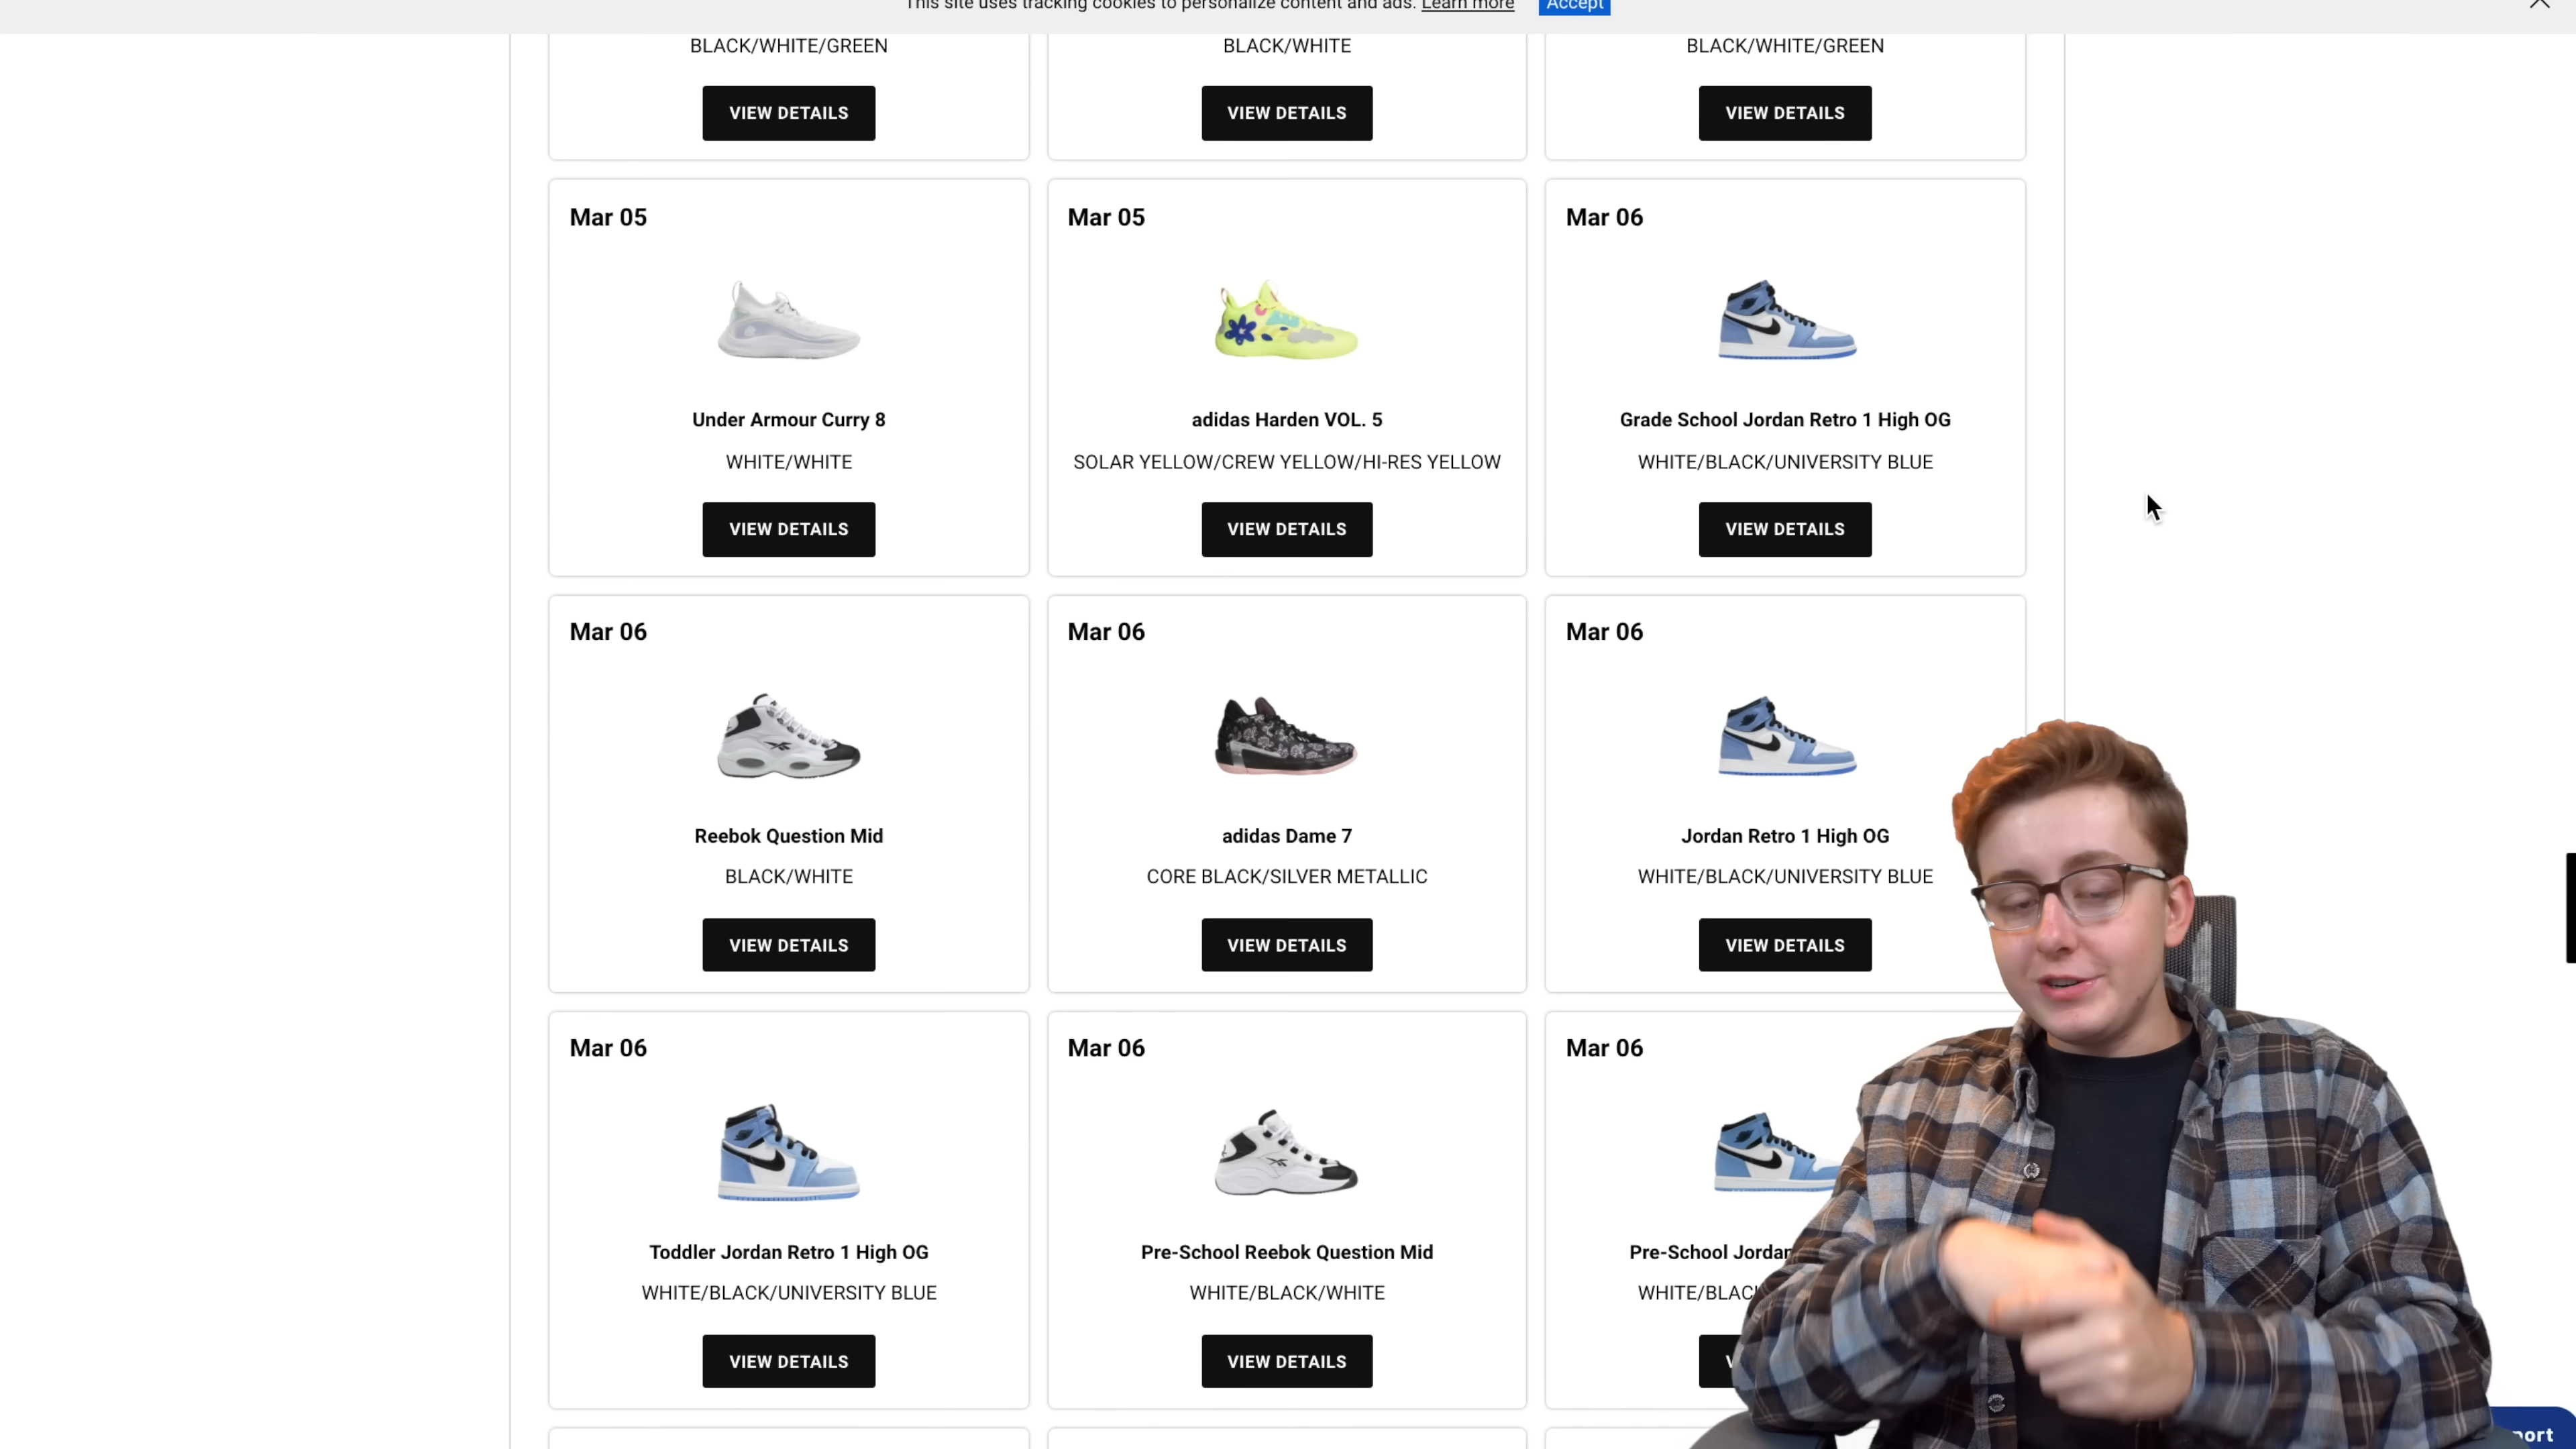 This site uses tracking cookies to personalize content and ads. Learn more Accept
BLACK/WHITE/GREEN BLACK/WHITE BLACK/WHITE/GREEN
VIEW DETAILS VIEW DETAILS VIEW DETAILS
Mar 05 Mar 05 Mar 06
Under Armour Curry 8 adidas Harden VOL. 5 Grade School Jordan Retro 1 High OG
WHITE/WHITE SOLAR YELLOW/CREW YELLOW/HI-RES YELLOW WHITE/BLACK/UNIVERSITY BLUE
VIEW DETAILS VIEW DETAILS VIEW DETAILS
Mar 06 Mar 06 Mar 06
Reebok Question Mid adidas Dame 7 Jordan Retro 1 High OG
BLACK/WHITE CORE BLACK/SILVER METALLIC WHITE/BLACK/UNIVERSITY BLUE
VIEW DETAILS VIEW DETAILS VIEW DETAILS
Mar 06 Mar 06 Mar 06
Toddler Jordan Retro 1 High OG Pre-School Reebok Question Mid Pre-School Jordan
WHITE/BLACK/UNIVERSITY BLUE WHITE/BLACK/WHITE WHITE/BLAC
VIEW DETAILS VIEW DETAILS